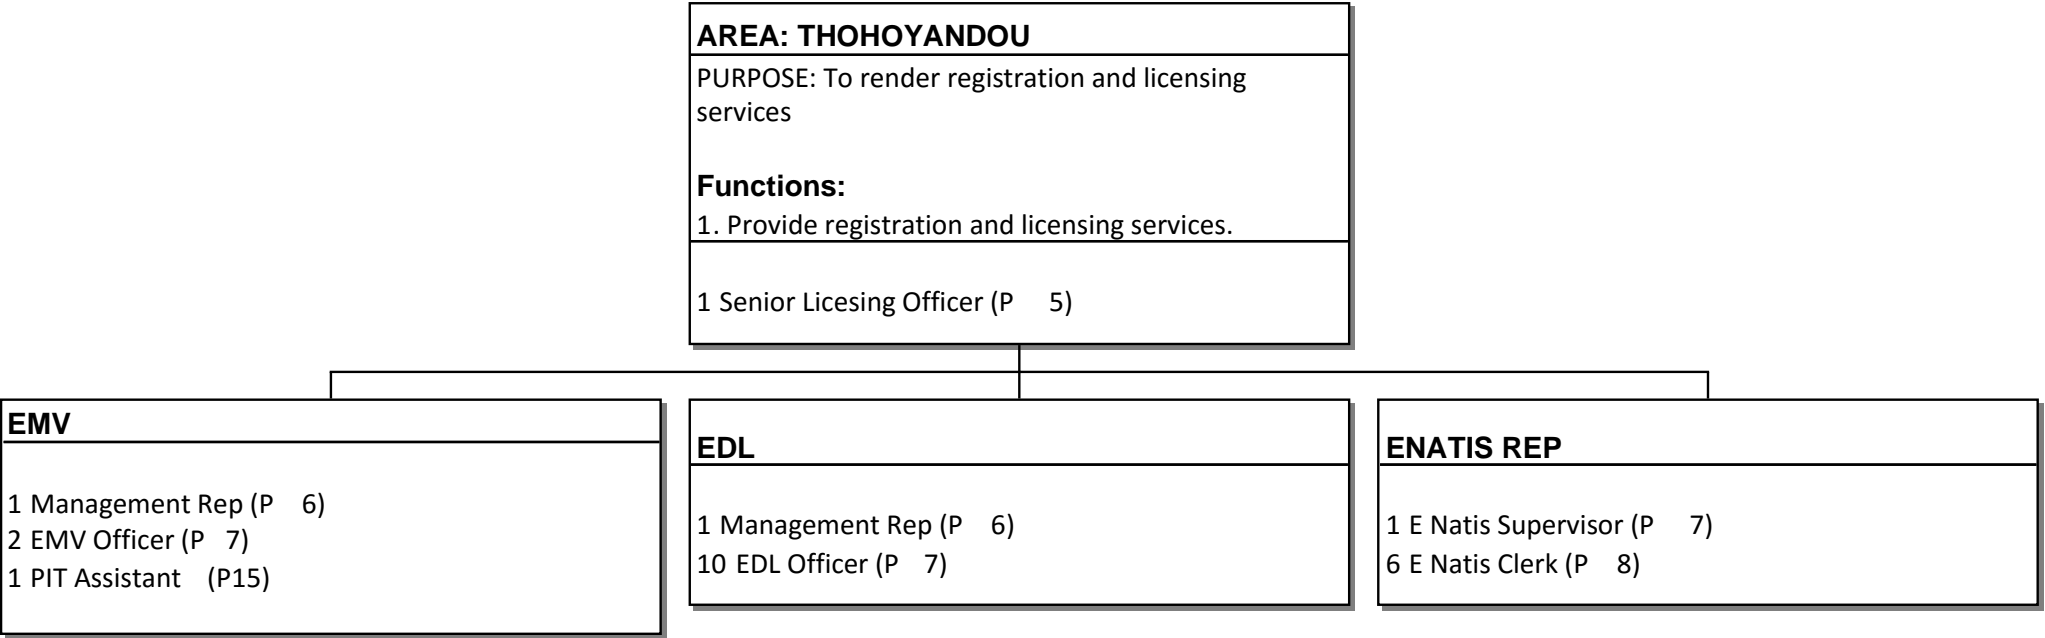 AREA: THOHOYANDOU
PURPOSE: To render registration and licensing
services
Functions:
1. Provide registration and licensing services.
1 Senior Licesing Officer (P 5)
EMV
1 Management Rep (P 6)
2 EMV Officer (P 7)
1 PIT Assistant (P15)
EDL
1 Management Rep (P 6)
10 EDL Officer (P 7)
ENATIS REP
1 E Natis Supervisor (P 7)
6 E Natis Clerk (P 8)